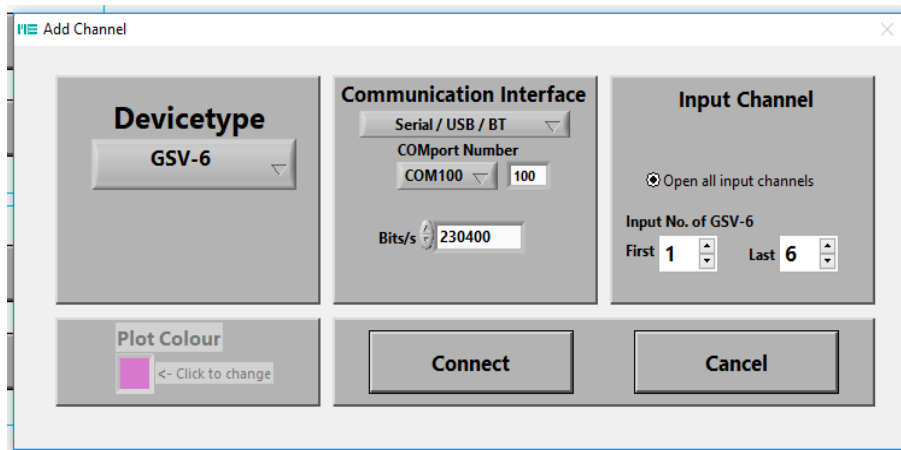 ME Add Channel
Devicetype
GSV-6
Communication Interface
Serial / USB / BT
COMport Number
COM100 100
Bits/s 230400
Input Channel
Open all input channels
Input No. of GSV-6
First 1 Last 6
Plot Colour
<- Click to change
Connect
Cancel